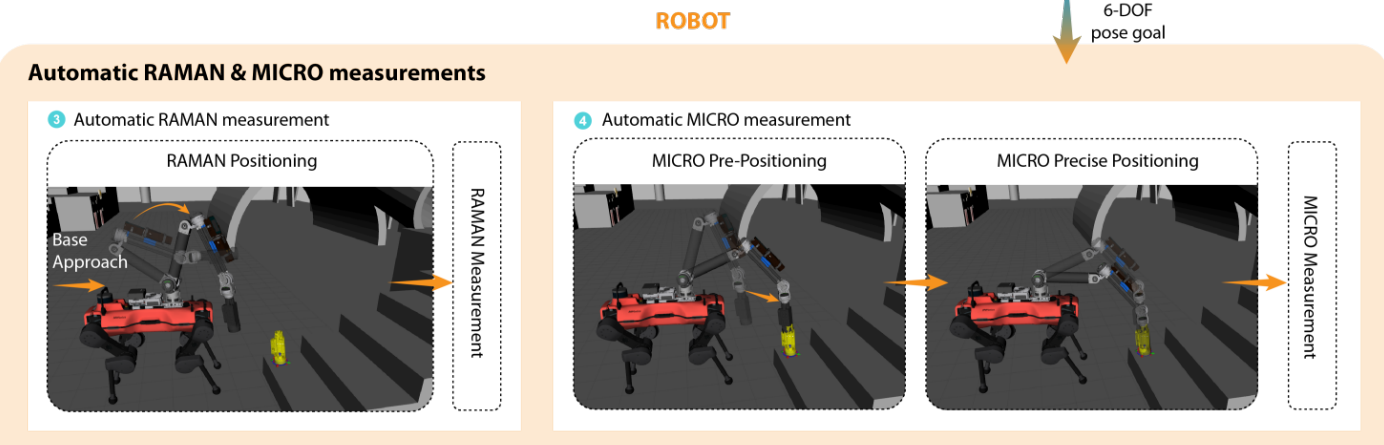 ROBOT
6-DOF
pose goal
Automatic RAMAN & MICRO measurements
3 Automatic RAMAN measurement
RAMAN Positioning
Base
Approach
RAMAN Measurement
4 Automatic MICRO measurement
MICRO Pre-Positioning
MICRO Precise Positioning
MICRO Measurement